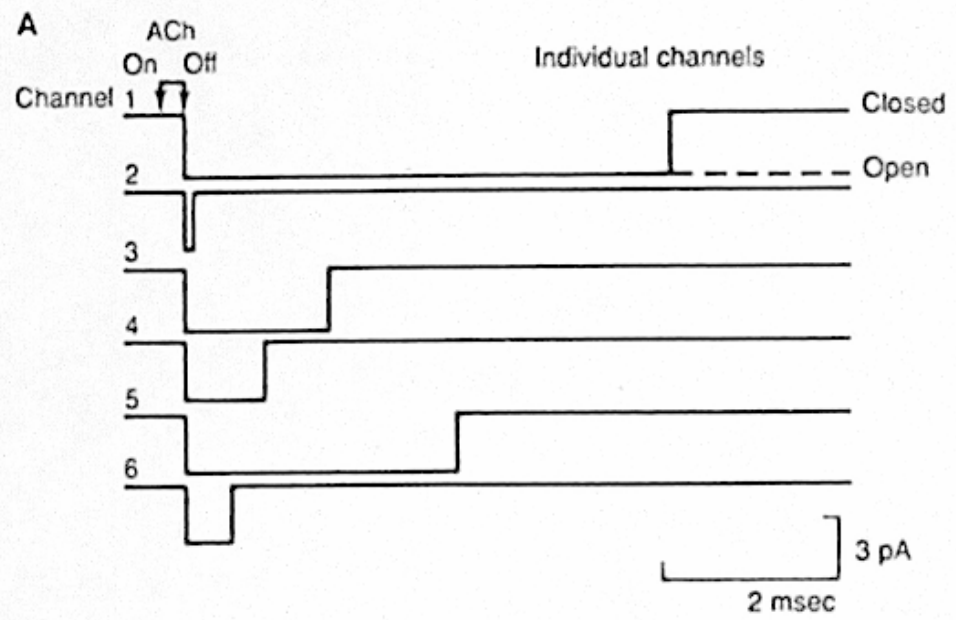 A
ACh
On Off
Individual channels
Channel 1
Closed
2
Open
3
4
5
6
3 pA
2 msec